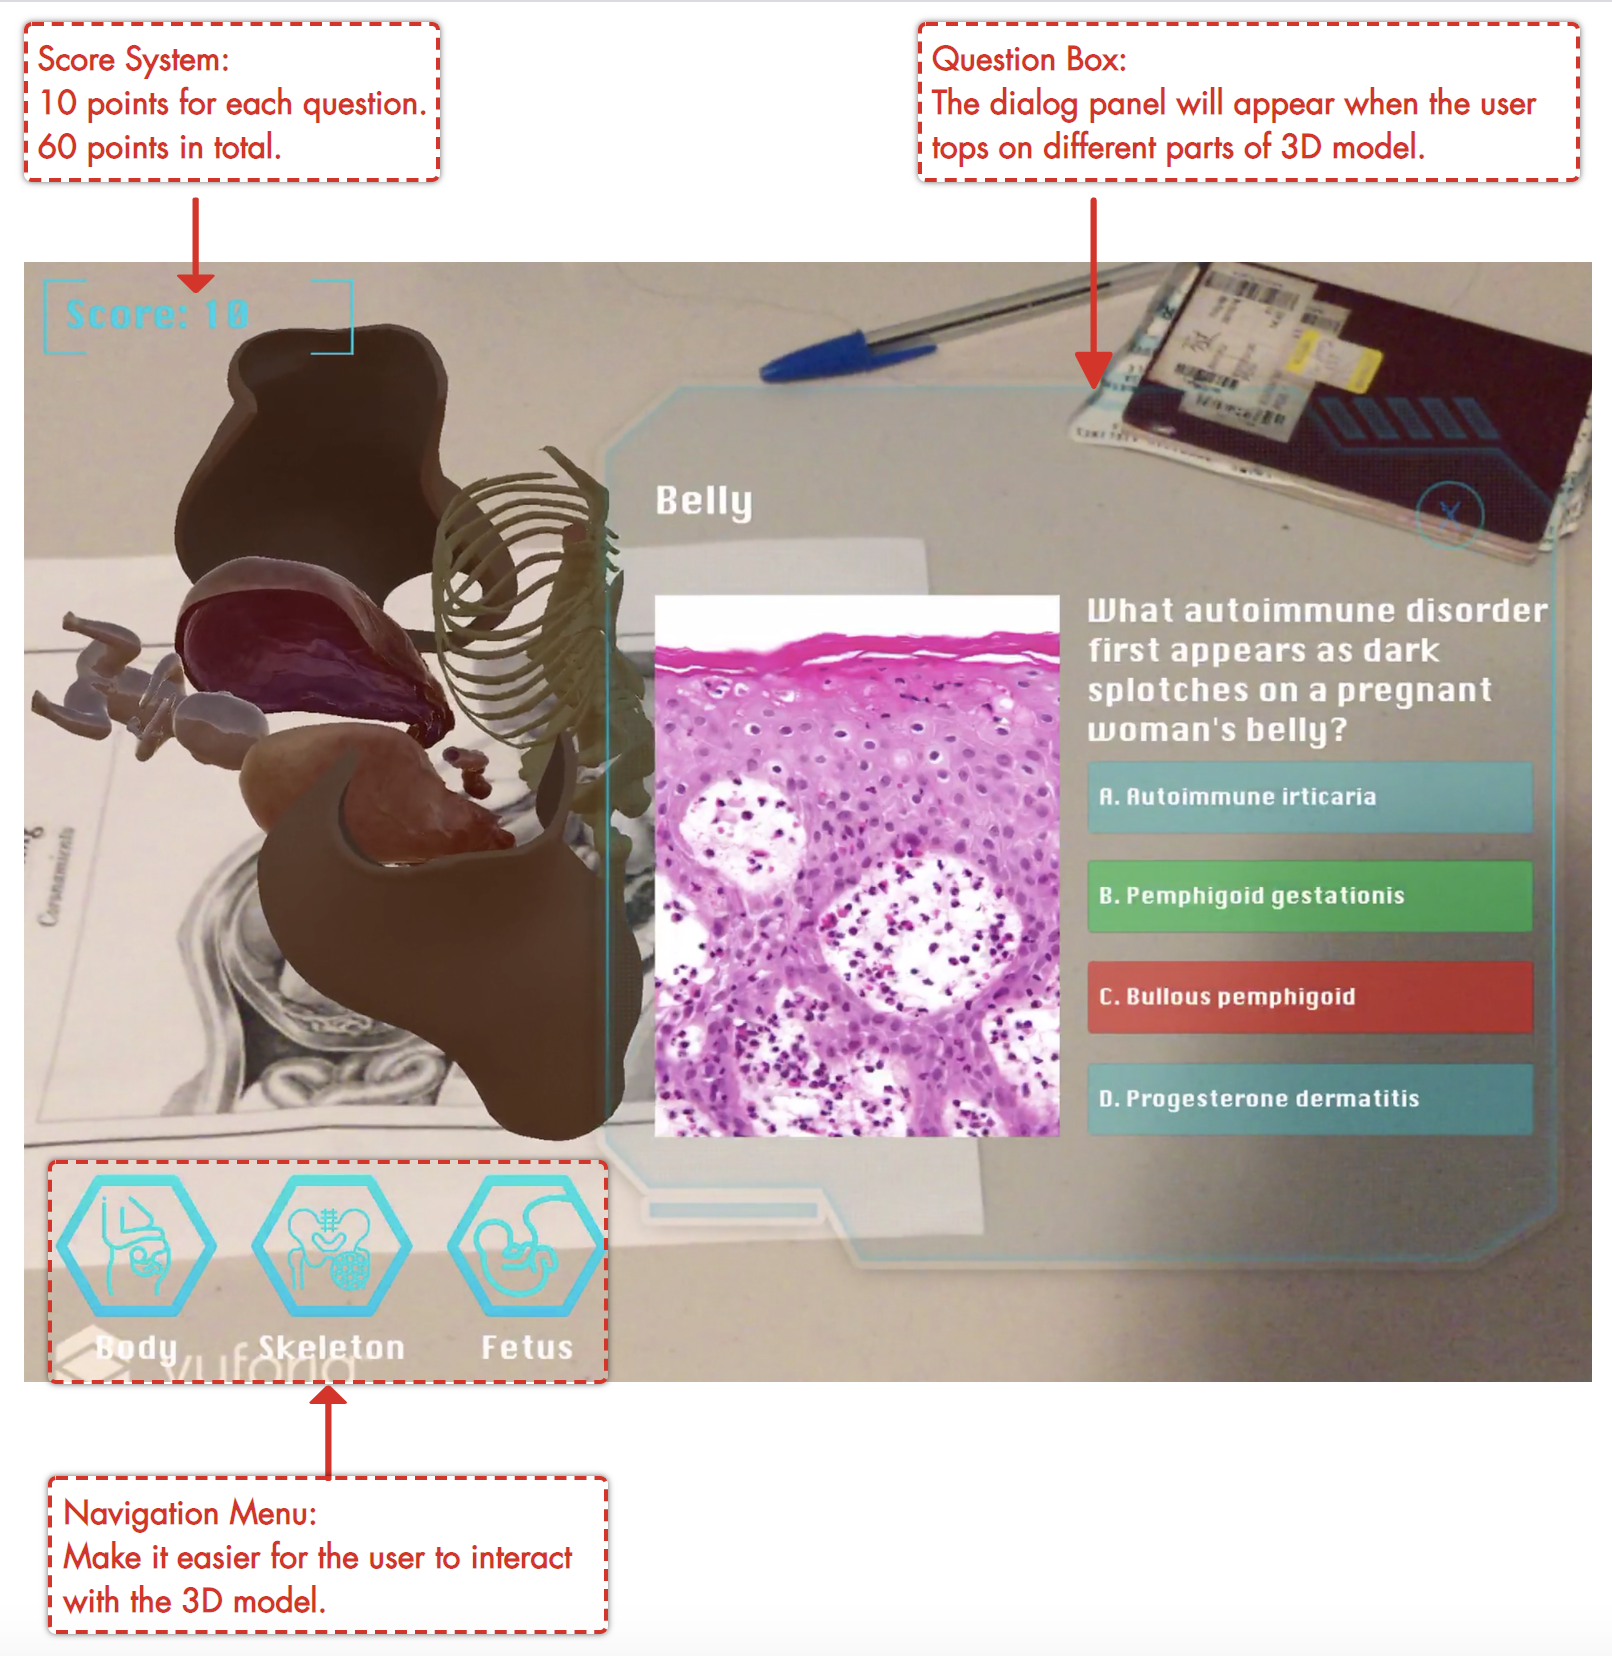 Score System:
10 points for each question.
60 points in total.
Question Box:
The dialog panel will appear when the user
tops on different parts of 3D model.
Score: 10
Belly
X
What autoimmune disorder
first appears as dark
splotches on a pregnant
woman's belly?
A. Autoimmune irticaria
B. Pemphigoid gestationis
C. Bullous pemphigoid
D. Progesterone dermatitis
Body
Skeleton
Fetus
vuforia
Navigation Menu:
Make it easier for the user to interact
with the 3D model.